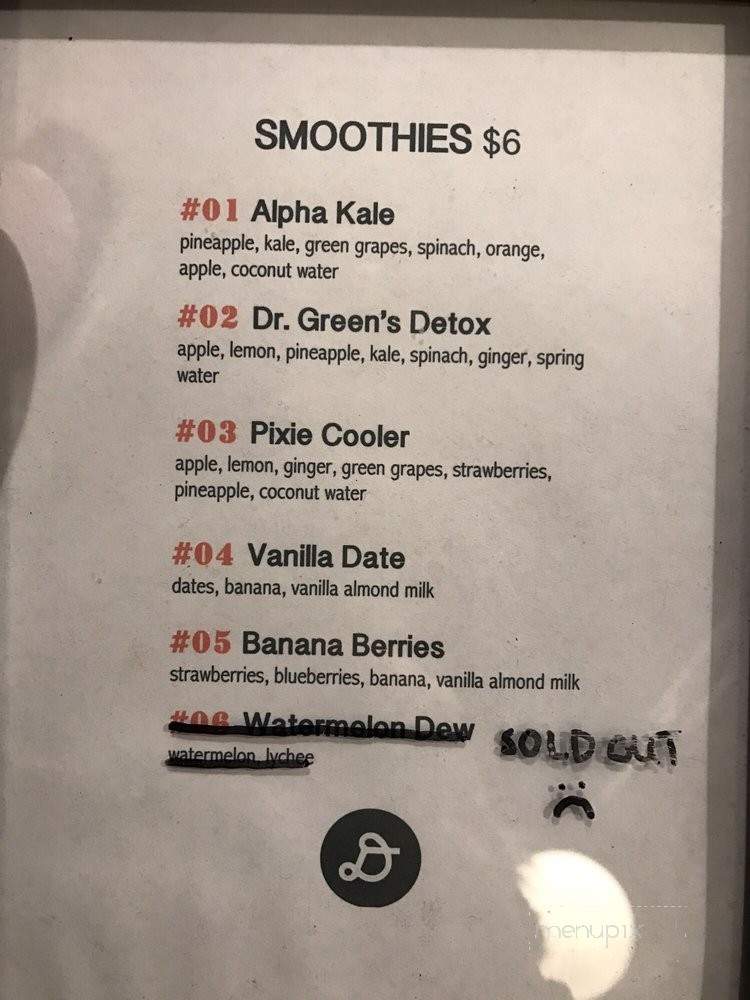 SMOOTHIES $6
#01 Alpha Kale
pineapple, kale, green grapes, spinach, orange,
apple, coconut water
#02 Dr. Green's Detox
apple, lemon, pineapple, kale, spinach, ginger, spring
water
#03 Pixie Cooler
apple, lemon, ginger, green grapes, strawberries,
pineapple, coconut water
#04 Vanilla Date
dates, banana, vanilla almond milk
#05 Banana Berries
strawberries, blueberries, banana, vanilla almond milk
#06 Watermelon Dew SOLD OUT
watermelon, lychee
D
menupix